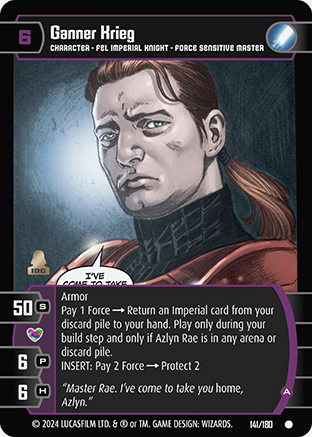 6
Ganner Krieg
CHARACTER - FEL IMPERIAL KNIGHT - FORCE SENSITIVE MASTER
IDC
I'VE
COME TO TAKE
50 S
6 P
6 H
Armor
Pay 1 Force → Return an Imperial card from your
discard pile to your hand. Play only during your
build step and only if Azlyn Rae is in any arena or
discard pile.
INSERT: Pay 2 Force → Protect 2
“Master Rae. I've come to take you home,
Azlyn.”
A
© 2024 LUCASFILM LTD. & ® or TM. GAME DESIGN: WIZARDS. 141/180